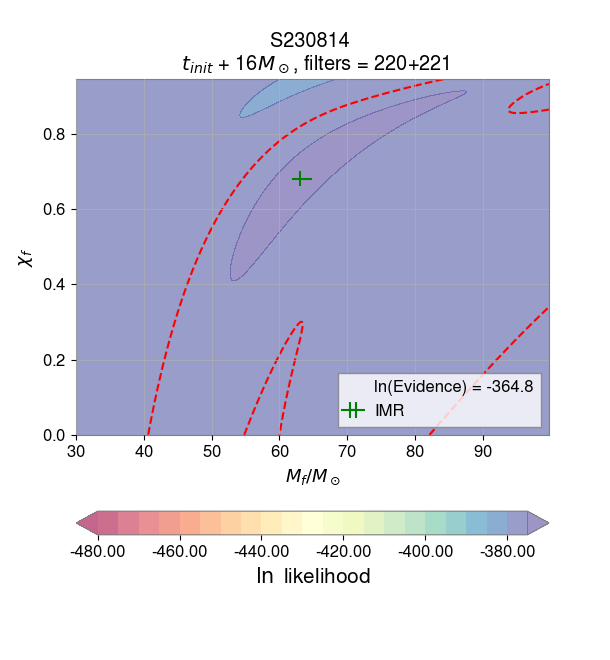 S230814
t_init + 16M_⊙, filters = 220+221
χ_f
0.8
0.6
0.4
0.2
0.0
ln(Evidence) = -364.8
IMR
30 40 50 60 70 80 90
M_f/M_⊙
-480.00 -460.00 -440.00 -420.00 -400.00 -380.00
ln likelihood